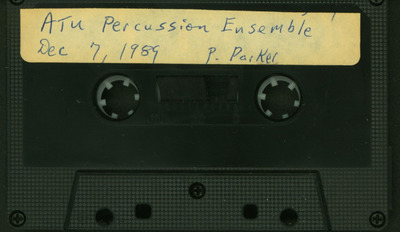 ATU Percussion Ensemble
Dec 7, 1989 P. Parker